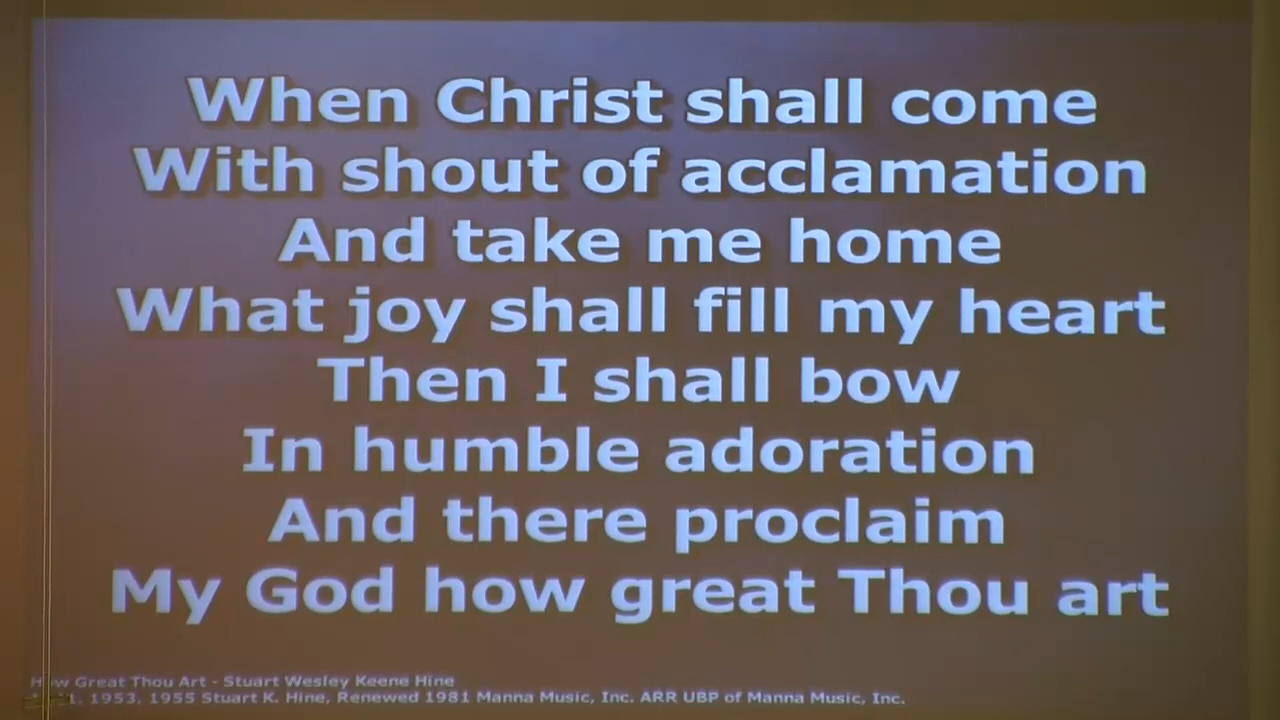 When Christ shall come
With shout of acclamation
And take me home
What joy shall fill my heart
Then I shall bow
In humble adoration
And there proclaim
My God how great Thou art
How Great Thou Art - Stuart Wesley Keene Hine
1953, 1955 Stuart K. Hine, Renewed 1981 Manna Music, Inc. ARR UBP of Manna Music, Inc.